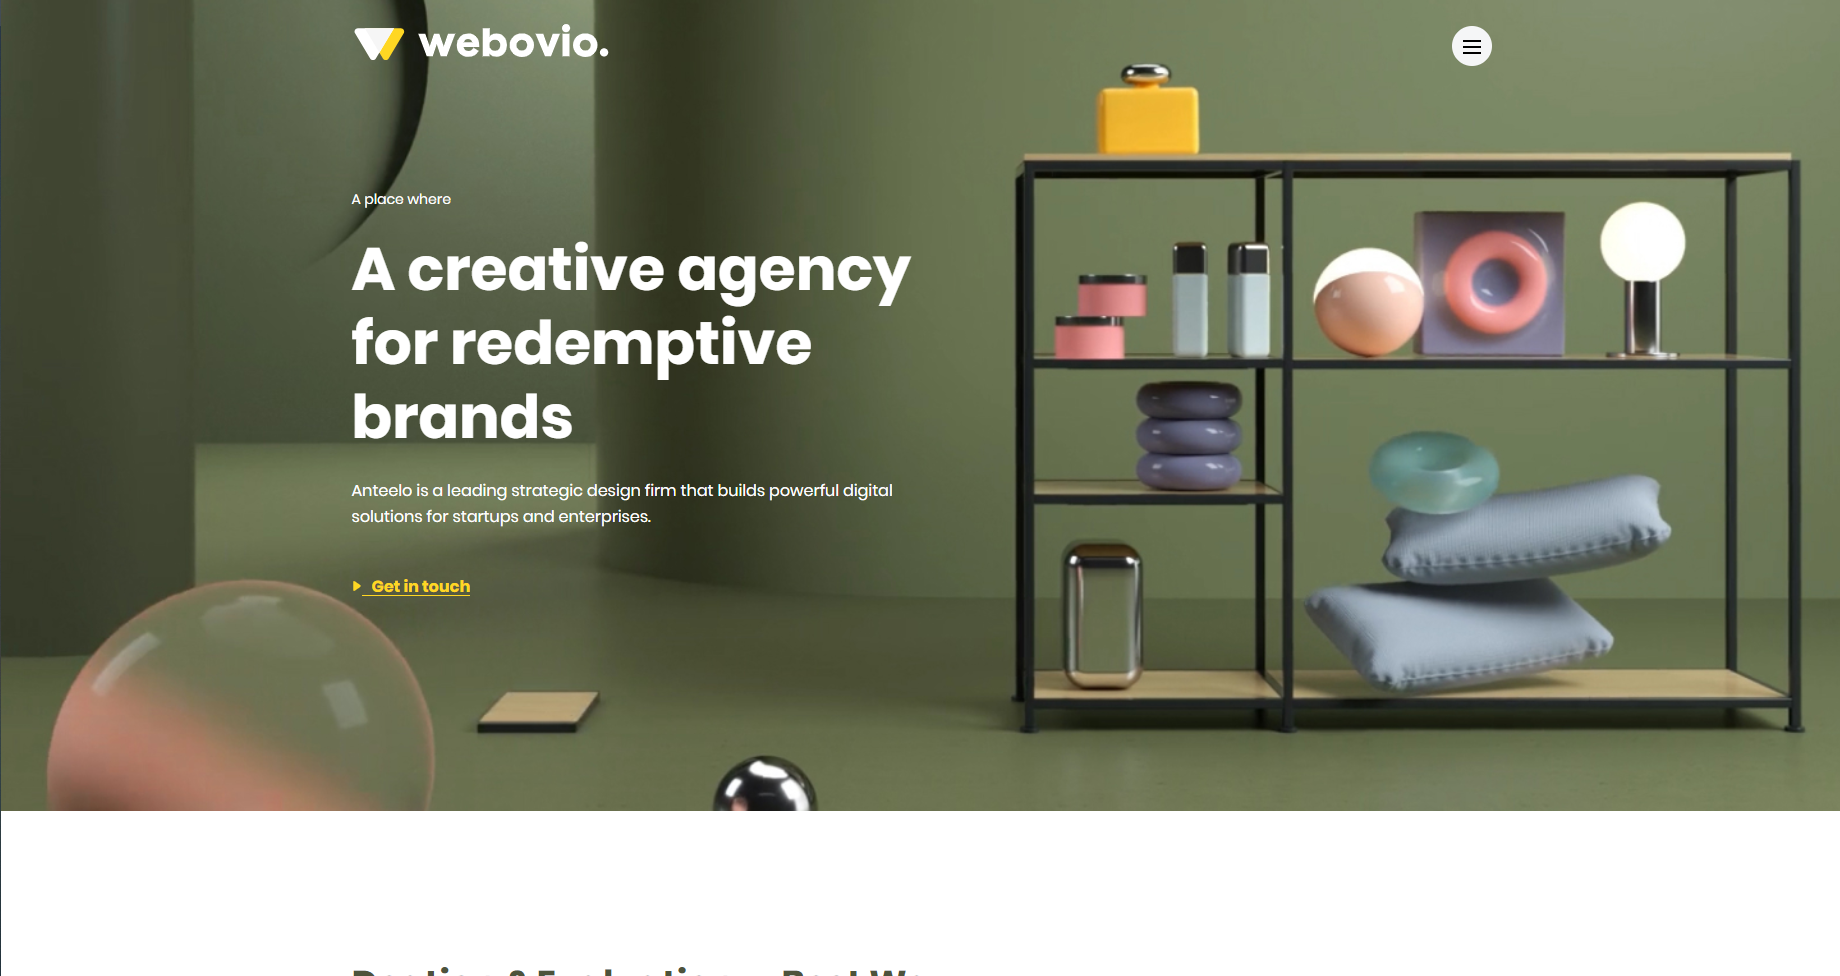 webovio.
A place where
A creative agency
for redemptive
brands
Anteelo is a leading strategic design firm that builds powerful digital
solutions for startups and enterprises.
Get in touch